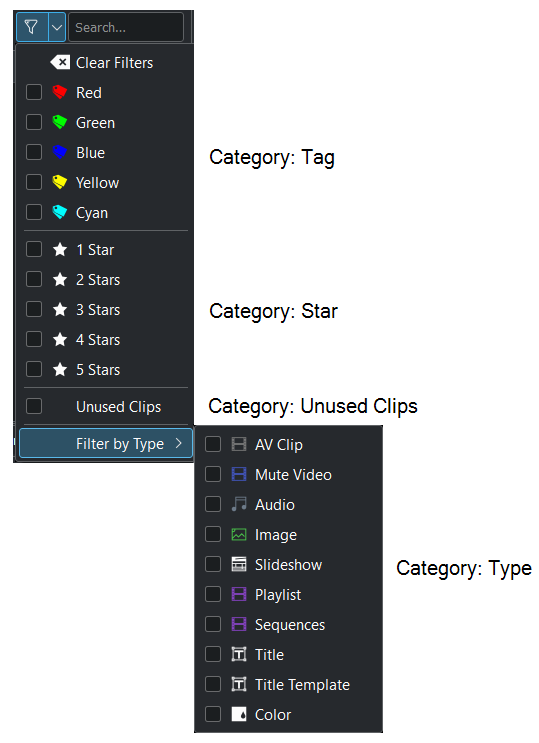 Search...
Clear Filters
Red
Green
Blue
Yellow
Cyan
Category: Tag
1 Star
2 Stars
3 Stars
4 Stars
5 Stars
Category: Star
Unused Clips
Category: Unused Clips
Filter by Type
AV Clip
Mute Video
Audio
Image
Slideshow
Playlist
Sequences
Title
Title Template
Color
Category: Type